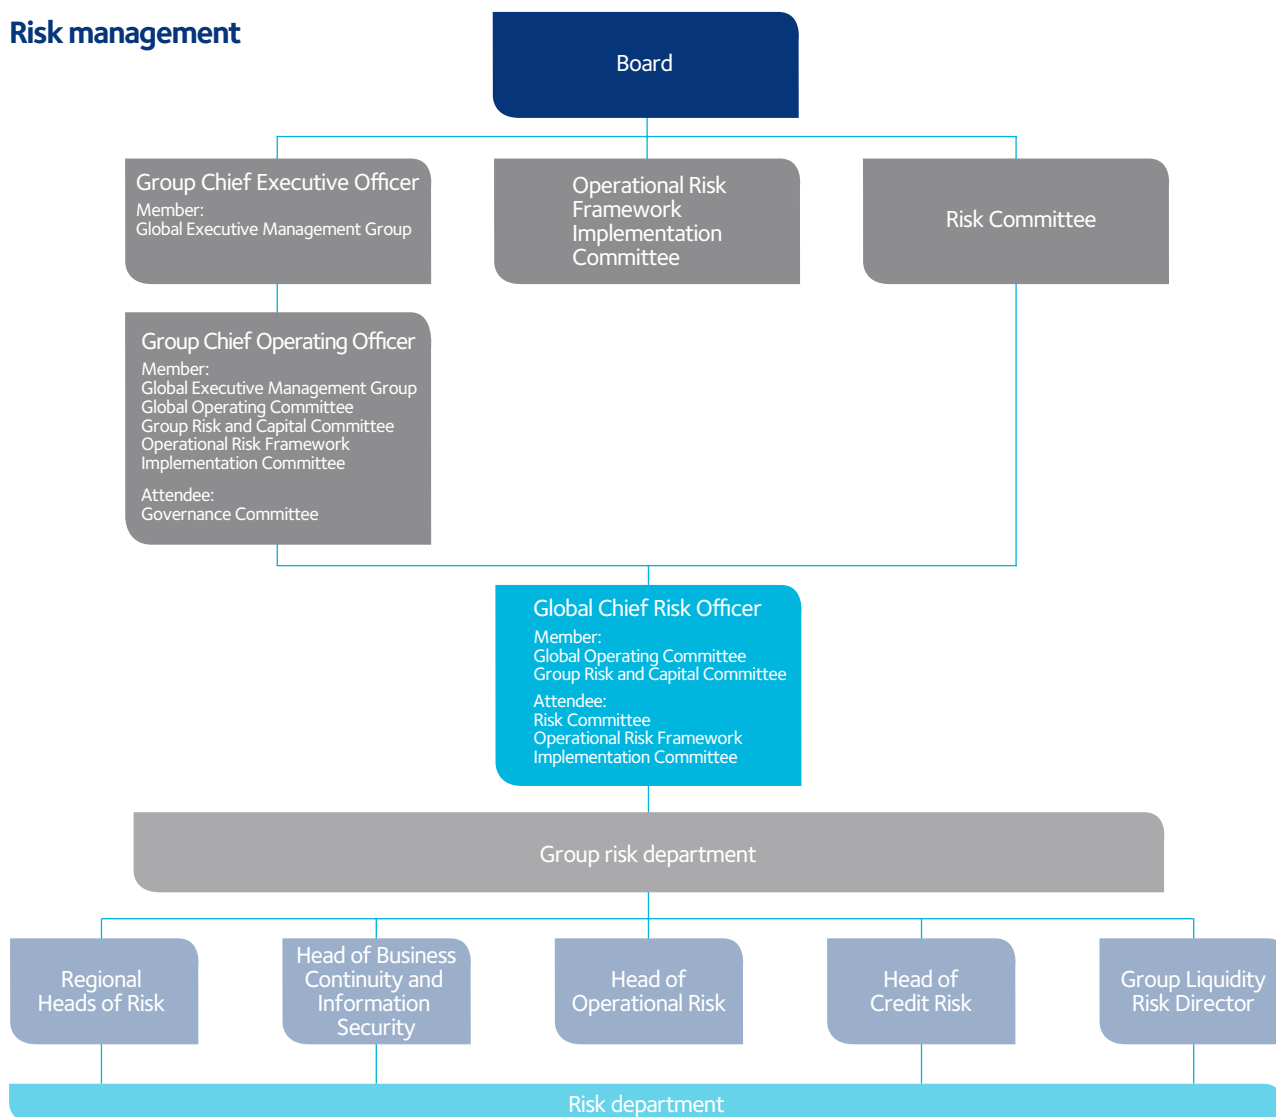 Risk management
Board
Group Chief Executive Officer
Member:
Global Executive Management Group
Operational Risk
Framework
Implementation
Committee
Risk Committee
Group Chief Operating Officer
Member:
Global Executive Management Group
Global Operating Committee
Group Risk and Capital Committee
Operational Risk Framework
Implementation Committee
Attendee:
Governance Committee
Global Chief Risk Officer
Member:
Global Operating Committee
Group Risk and Capital Committee
Attendee:
Risk Committee
Operational Risk Framework
Implementation Committee
Group risk department
Regional
Heads of Risk
Head of Business
Continuity and
Information
Security
Head of
Operational Risk
Head of
Credit Risk
Group Liquidity
Risk Director
Risk department